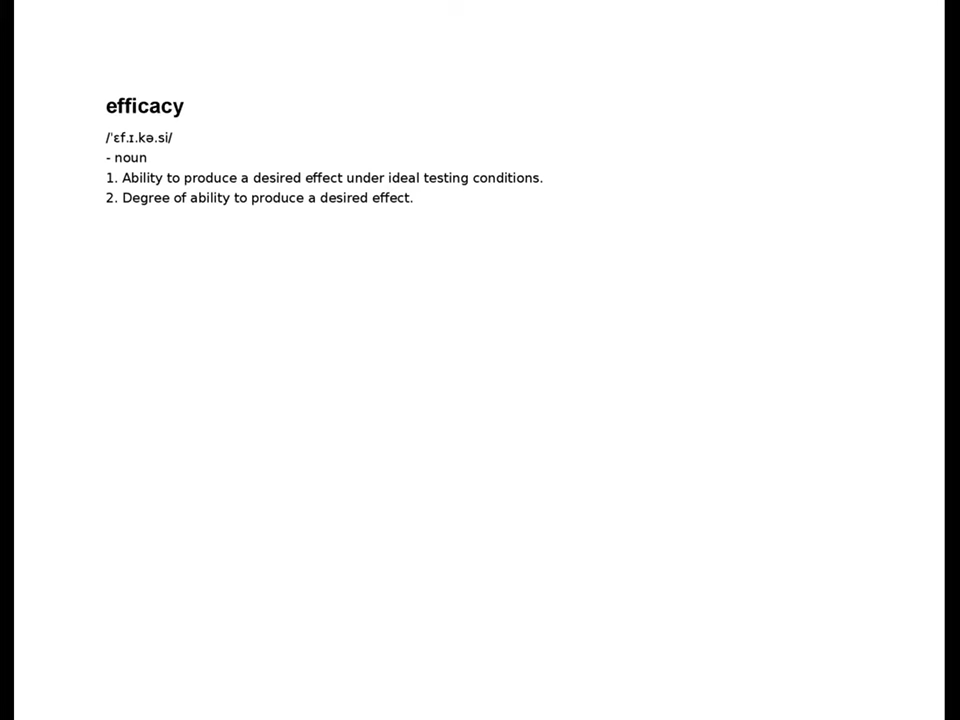 efficacy
/ˈɛf.ɪ.kə.si/
- noun
1. Ability to produce a desired effect under ideal testing conditions.
2. Degree of ability to produce a desired effect.